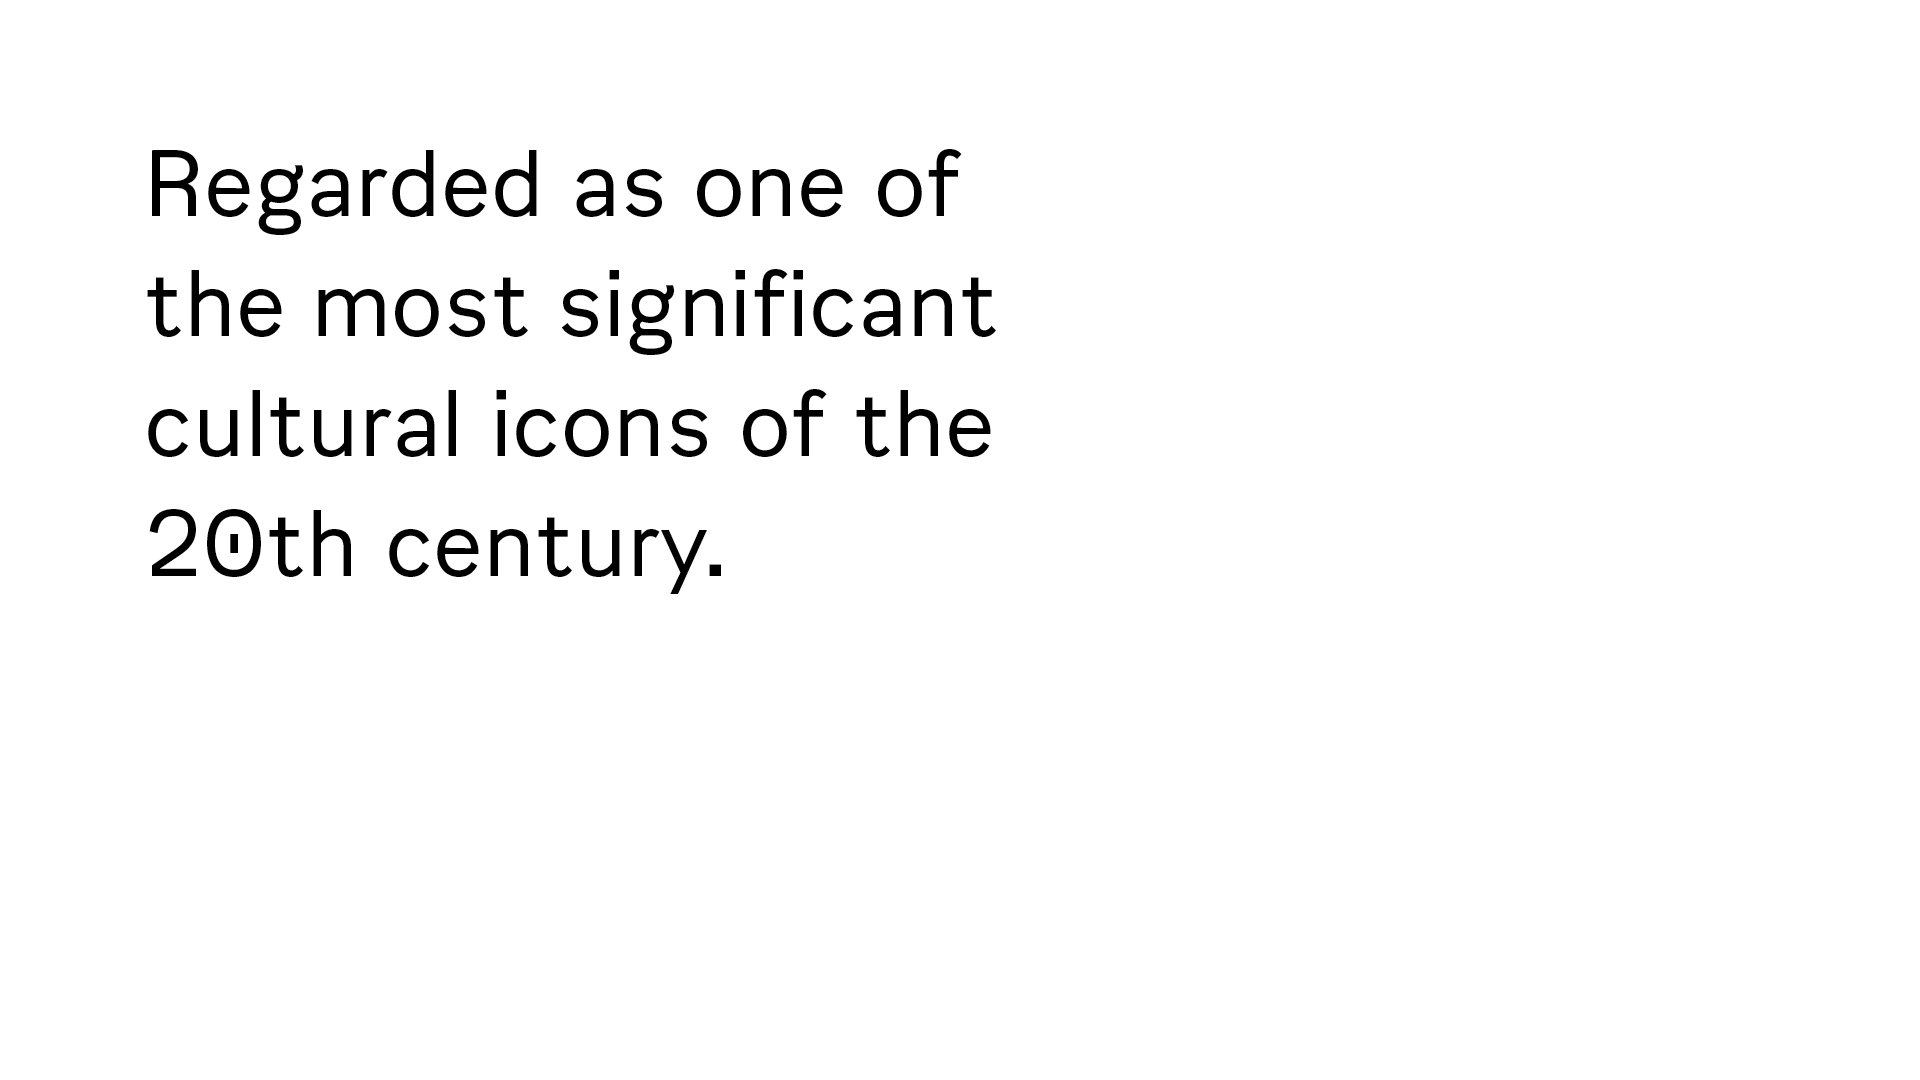 Regarded as one of
the most significant
cultural icons of the
20th century.